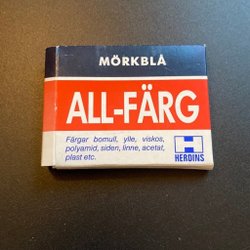 MÖRKBLÅ
ALL-FÄRG
Färgar bomull, ylle, viskos,
polyamid, siden, linne, acetat,
plast etc.
HERDINS